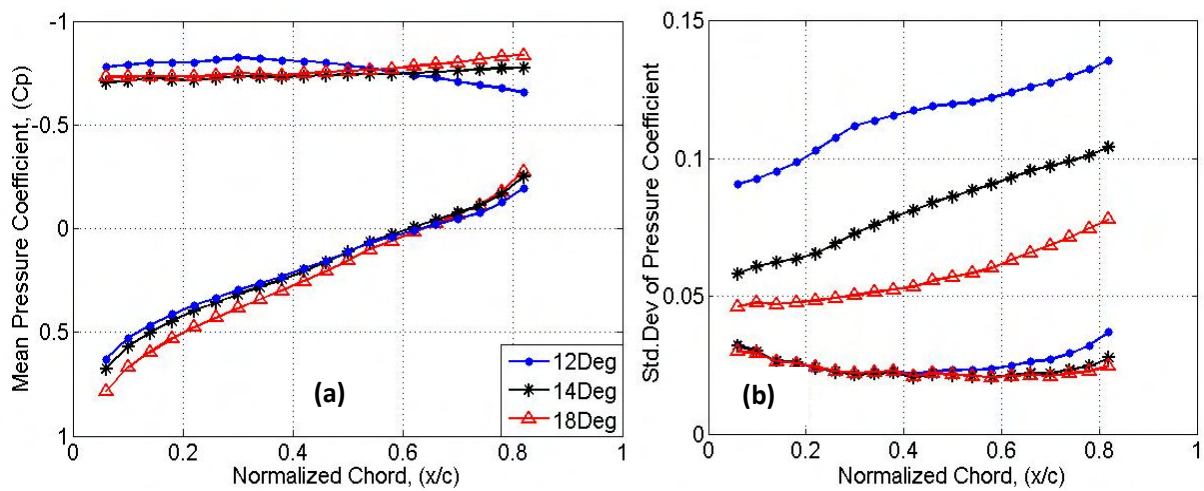 -1
-0.5
0
0.5
1
Mean Pressure Coefficient, (Cp)
0
0.2
0.4
0.6
0.8
1
Normalized Chord, (x/c)
(a)
12Deg
14Deg
18Deg
0.15
0.1
0.05
0
Std.Dev of Pressure Coefficient
0
0.2
0.4
0.6
0.8
1
Normalized Chord, (x/c)
(b)